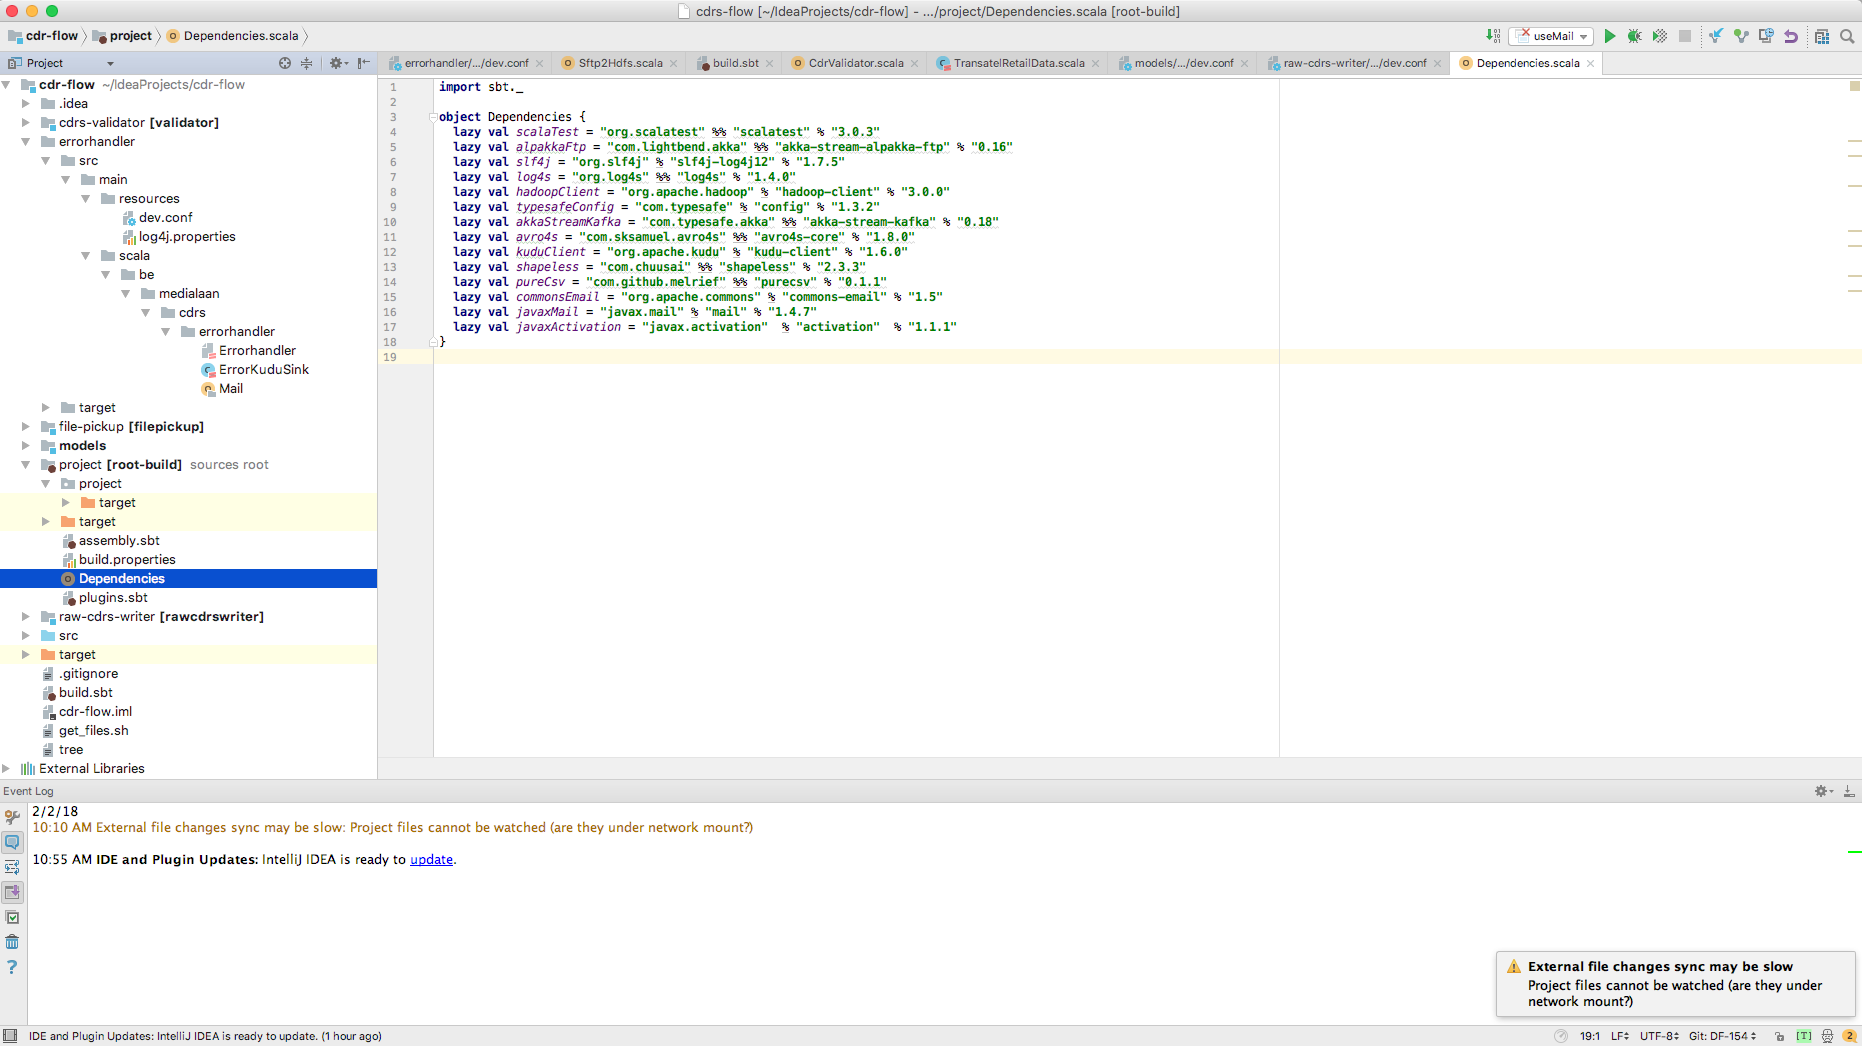 cdrs-flow [~/IdeaProjects/cdr-flow] - .../project/Dependencies.scala [root-build]
cdr-flow project Dependencies.scala
useMail
Project
errorhandler/.../dev.conf Sftp2Hdfs.scala build.sbt CdrValidator.scala TransatelRetailData.scala models/.../dev.conf raw-cdrs-writer/.../dev.conf Dependencies.scala
cdr-flow ~/IdeaProjects/cdr-flow
.idea
cdrs-validator [validator]
errorhandler
src
main
resources
dev.conf
log4j.properties
scala
be
medialaan
cdrs
errorhandler
Errorhandler
ErrorKuduSink
Mail
target
file-pickup [filepickup]
models
project [root-build] sources root
project
target
target
assembly.sbt
build.properties
Dependencies
plugins.sbt
raw-cdrs-writer [rawcdrswriter]
src
target
.gitignore
build.sbt
cdr-flow.iml
get_files.sh
tree
External Libraries
1 import sbt._
2
3 object Dependencies {
4 lazy val scalaTest = "org.scalatest" %% "scalatest" % "3.0.3"
5 lazy val alpakkaFtp = "com.lightbend.akka" %% "akka-stream-alpakka-ftp" % "0.16"
6 lazy val slf4j = "org.slf4j" % "slf4j-log4j12" % "1.7.5"
7 lazy val log4s = "org.log4s" %% "log4s" % "1.4.0"
8 lazy val hadoopClient = "org.apache.hadoop" % "hadoop-client" % "3.0.0"
9 lazy val typesafeConfig = "com.typesafe" % "config" % "1.3.2"
10 lazy val akkaStreamKafka = "com.typesafe.akka" %% "akka-stream-kafka" % "0.18"
11 lazy val avro4s = "com.sksamuel.avro4s" %% "avro4s-core" % "1.8.0"
12 lazy val kuduClient = "org.apache.kudu" % "kudu-client" % "1.6.0"
13 lazy val shapeless = "com.chuusai" %% "shapeless" % "2.3.3"
14 lazy val pureCsv = "com.github.melrief" %% "purecsv" % "0.1.1"
15 lazy val commonsEmail = "org.apache.commons" % "commons-email" % "1.5"
16 lazy val javaxMail = "javax.mail" % "mail" % "1.4.7"
17 lazy val javaxActivation = "javax.activation"  % "activation"  % "1.1.1"
18 }
19
Event Log
2/2/18
10:10 AM External file changes sync may be slow: Project files cannot be watched (are they under network mount?)
10:55 AM IDE and Plugin Updates: IntelliJ IDEA is ready to update.
External file changes sync may be slow
Project files cannot be watched (are they under
network mount?)
IDE and Plugin Updates: IntelliJ IDEA is ready to update. (1 hour ago)
19:1 LF UTF-8 Git: DF-154 [T] 2